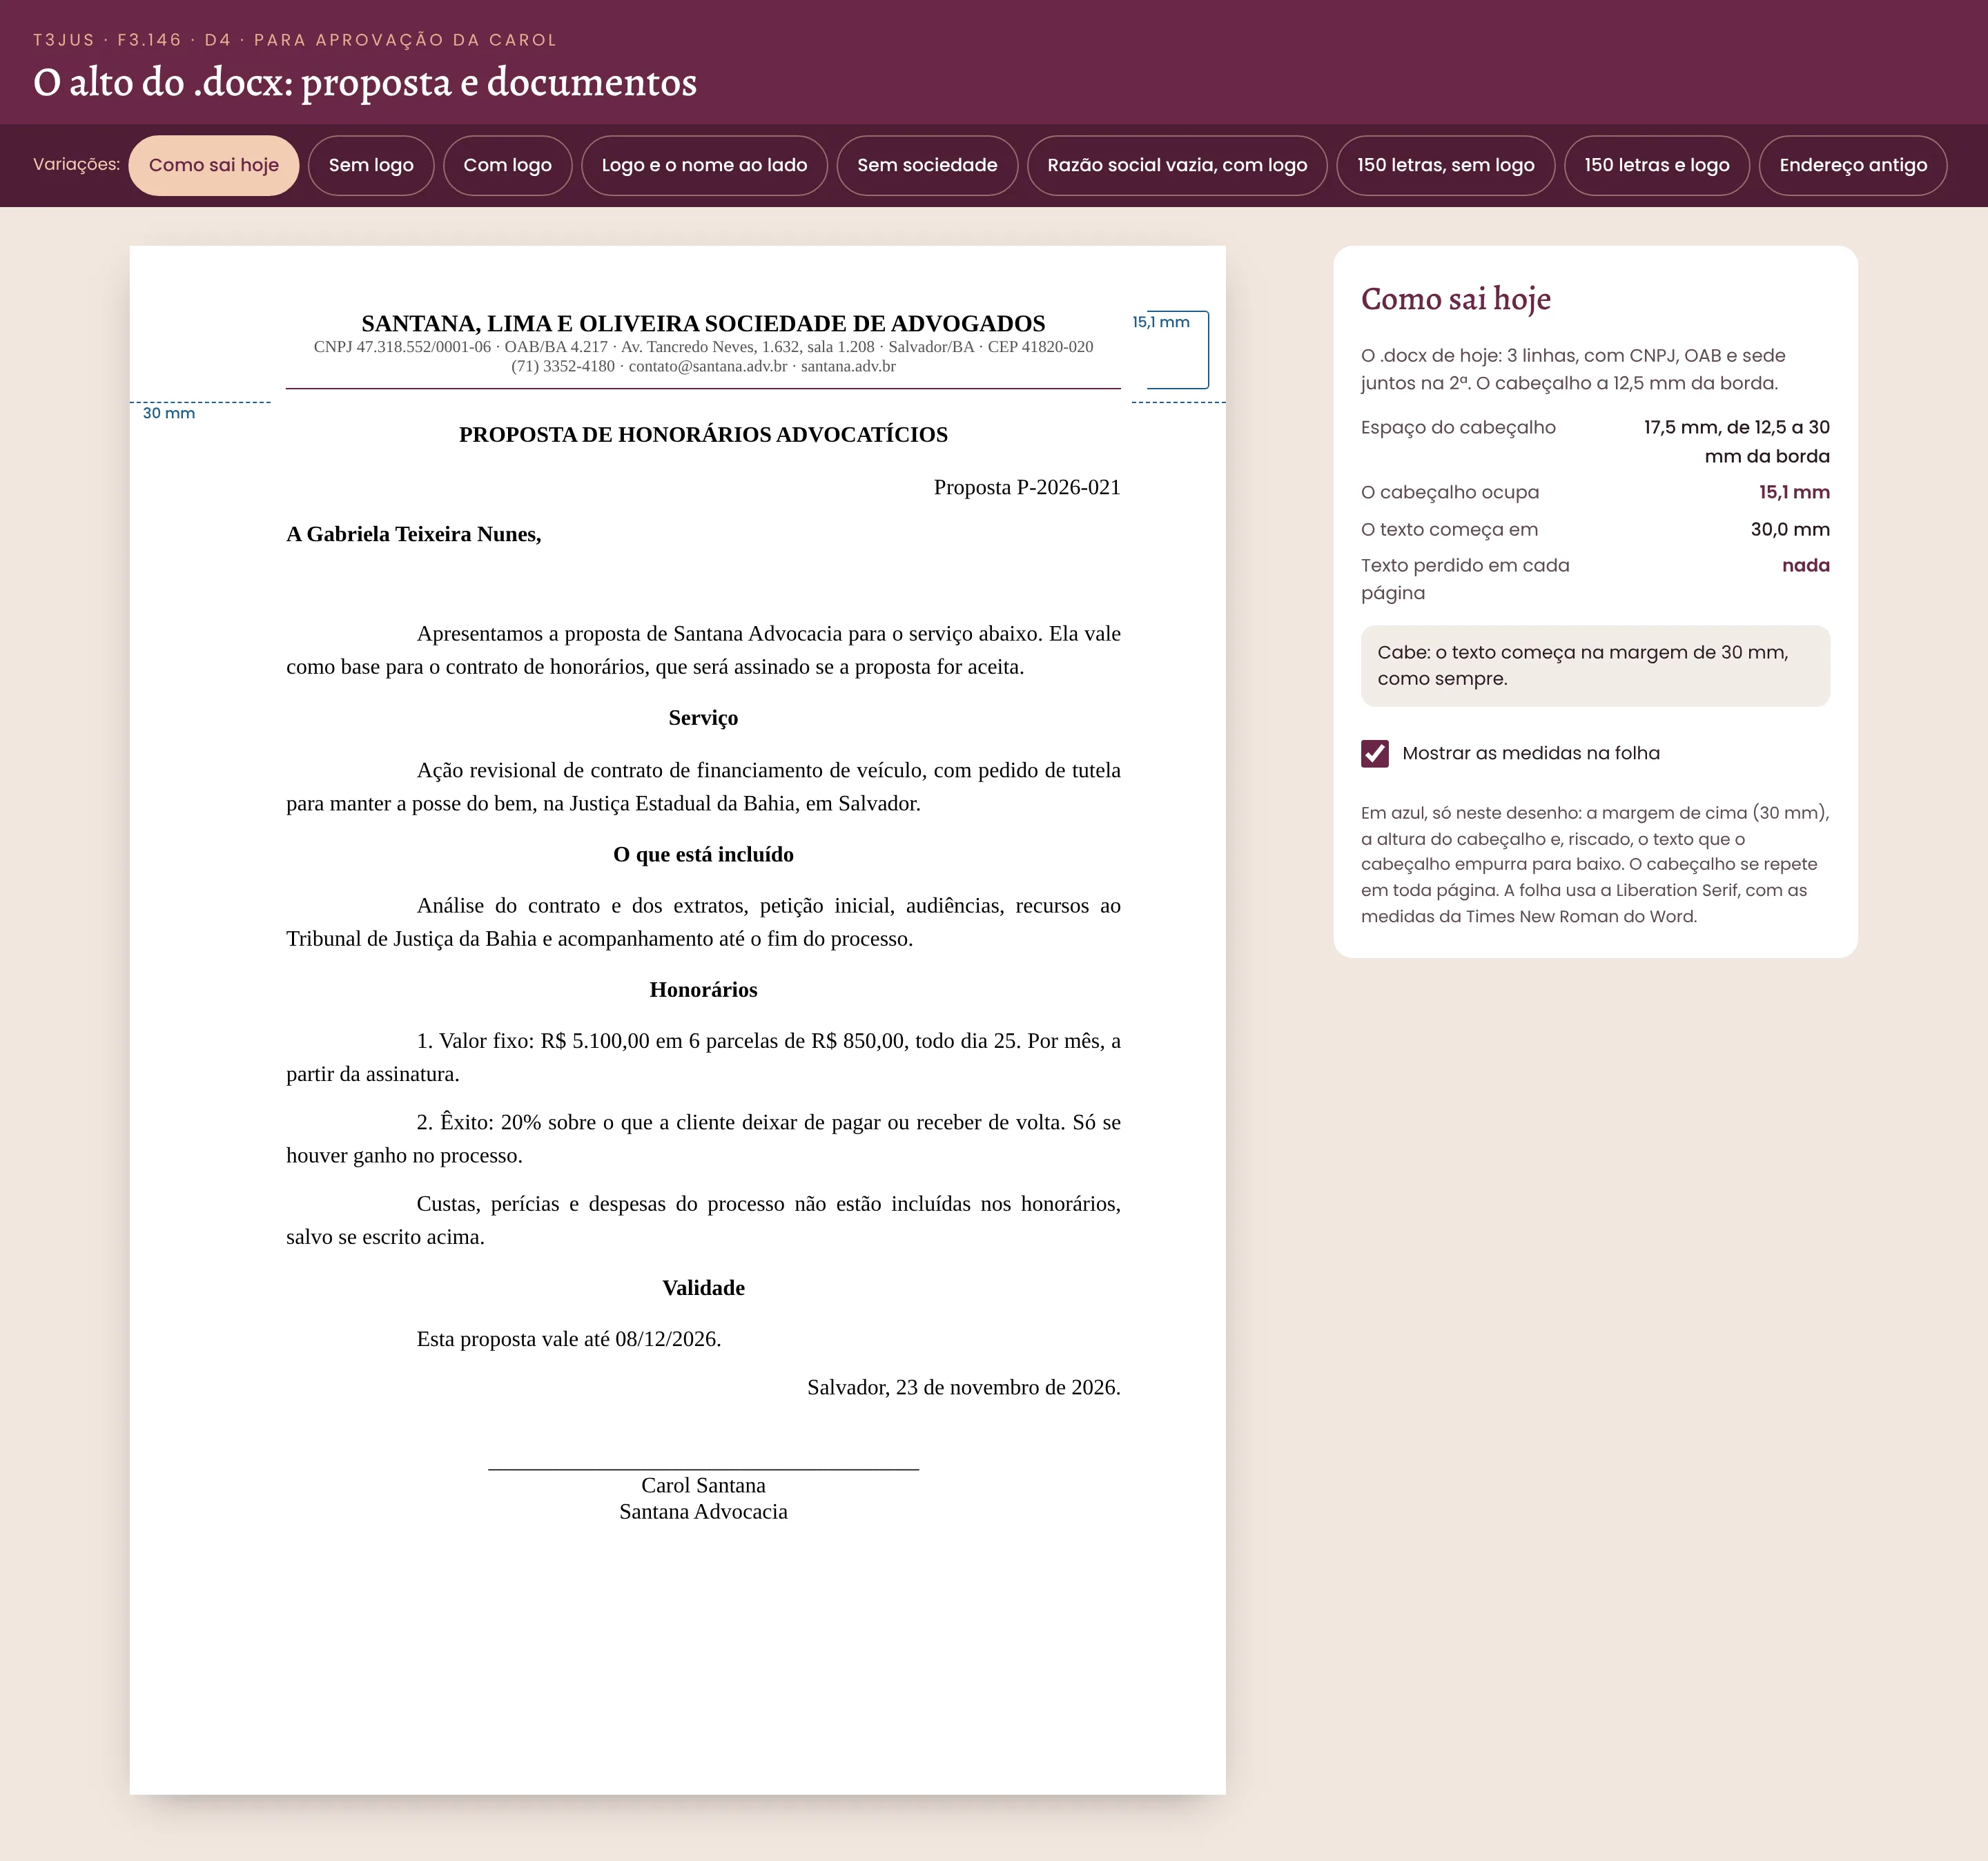 T3JUS · F3.146 · D4 · PARA APROVAÇÃO DA CAROL
O alto do .docx: proposta e documentos
Variações:
Como sai hoje
Sem logo
Com logo
Logo e o nome ao lado
Sem sociedade
Razão social vazia, com logo
150 letras, sem logo
150 letras e logo
Endereço antigo
SANTANA, LIMA E OLIVEIRA SOCIEDADE DE ADVOGADOS
CNPJ 47.318.552/0001-06 · OAB/BA 4.217 · Av. Tancredo Neves, 1.632, sala 1.208 · Salvador/BA · CEP 41820-020
(71) 3352-4180 · contato@santana.adv.br · santana.adv.br
15,1 mm
30 mm
PROPOSTA DE HONORÁRIOS ADVOCATÍCIOS
Proposta P-2026-021
A Gabriela Teixeira Nunes,
Apresentamos a proposta de Santana Advocacia para o serviço abaixo. Ela vale
como base para o contrato de honorários, que será assinado se a proposta for aceita.
Serviço
Ação revisional de contrato de financiamento de veículo, com pedido de tutela
para manter a posse do bem, na Justiça Estadual da Bahia, em Salvador.
O que está incluído
Análise do contrato e dos extratos, petição inicial, audiências, recursos ao
Tribunal de Justiça da Bahia e acompanhamento até o fim do processo.
Honorários
1. Valor fixo: R$ 5.100,00 em 6 parcelas de R$ 850,00, todo dia 25. Por mês, a
partir da assinatura.
2. Êxito: 20% sobre o que a cliente deixar de pagar ou receber de volta. Só se
houver ganho no processo.
Custas, perícias e despesas do processo não estão incluídas nos honorários,
salvo se escrito acima.
Validade
Esta proposta vale até 08/12/2026.
Salvador, 23 de novembro de 2026.
Carol Santana
Santana Advocacia
Como sai hoje
O .docx de hoje: 3 linhas, com CNPJ, OAB e sede
juntos na 2ª. O cabeçalho a 12,5 mm da borda.
Espaço do cabeçalho
17,5 mm, de 12,5 a 30
mm da borda
O cabeçalho ocupa
15,1 mm
O texto começa em
30,0 mm
Texto perdido em cada
página
nada
Cabe: o texto começa na margem de 30 mm,
como sempre.
Mostrar as medidas na folha
Em azul, só neste desenho: a margem de cima (30 mm),
a altura do cabeçalho e, riscado, o texto que o
cabeçalho empurra para baixo. O cabeçalho se repete
em toda página. A folha usa a Liberation Serif, com as
medidas da Times New Roman do Word.